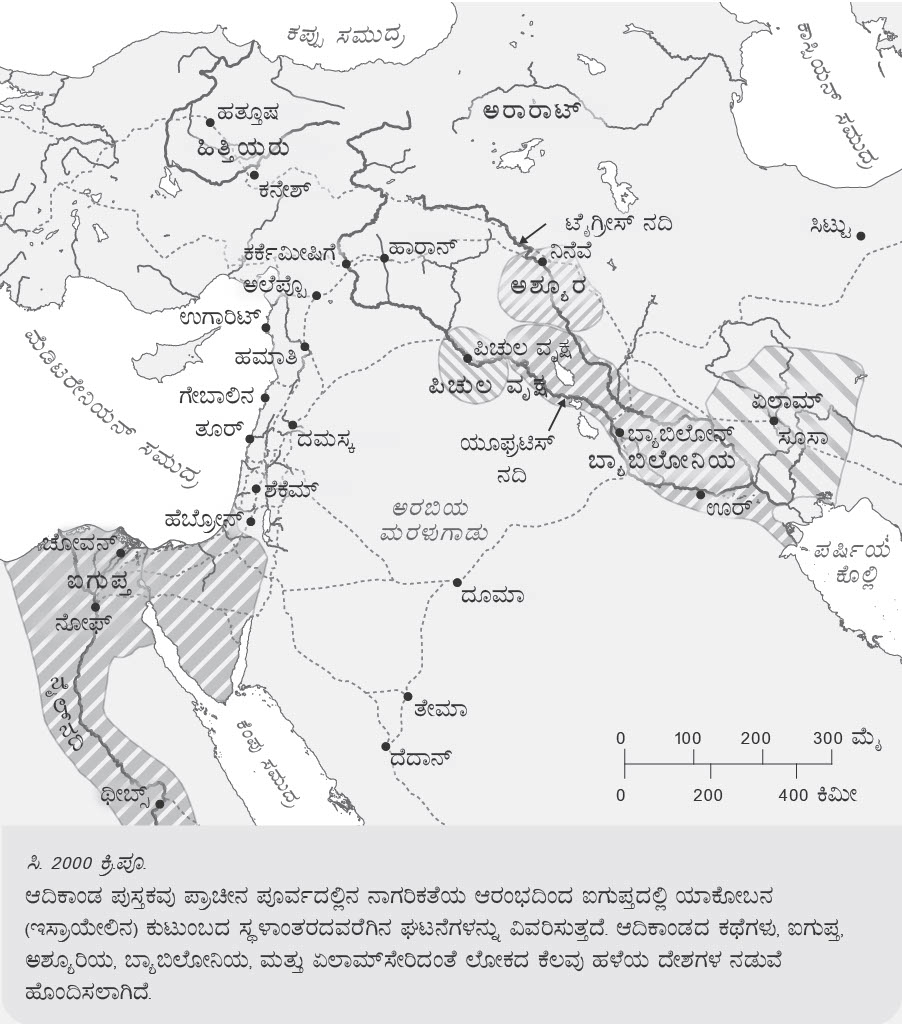 ಕಪ್ಪು ಸಮುದ್ರ
ಕಾಸ್ಪಿಯನ್ ಸಮುದ್ರ
ಹತ್ತೂಷ
ಅರಾರಾಟ್
ಹಿತ್ತಿಯರು
ಕನೇಶ್
ಟೈಗ್ರೀಸ್ ನದಿ
ಸಿಟ್ಟು
ಕರ್ಕೆಮೀಷಿಗೆ
ಹಾರಾನ್
ನಿನೆವೆ
ಅಲೆಪ್ಪೊ
ಅಶ್ಯೂರ
ಉಗಾರಿಟ್
ಹಮಾತಿ
ಪಿಚುಲ ವೃಕ್ಷ
ಪಿಚುಲ ವೃಕ್ಷ
ಮೆಡಿಟರೇನಿಯನ್ ಸಮುದ್ರ
ಗೇಬಾಲಿನ
ಏಲಾಮ್
ತೂರ್
ದಮಸ್ಕ
ಯೂಫ್ರಟಿಸ್
ನದಿ
ಬ್ಯಾಬಿಲೋನ್
ಸೂಸಾ
ಬ್ಯಾಬಿಲೋನಿಯ
ಶೆಕೆಮ್
ಅರಬಿಯ
ಮರಳುಗಾಡು
ಊರ್
ಹೆಬ್ರೋನ್
ಚೋವನ್
ಪರ್ಷಿಯ
ಕೊಲ್ಲಿ
ಐಗುಪ್ತ
ದೂಮಾ
ನೋಫ್
ನೈಲ್ನದಿ
ತೇಮಾ
ಕೆಂಪು ಸಮುದ್ರ
ದೆದಾನ್
ಥೀಬ್ಸ್
0 100 200 300 ಮೈ
0 200 400 ಕಿಮೀ
ಸಿ. 2000 ಕ್ರಿ.ಪೂ.
ಆದಿಕಾಂಡ ಪುಸ್ತಕವು ಪ್ರಾಚೀನ ಪೂರ್ವದಲ್ಲಿನ ನಾಗರಿಕತೆಯ ಆರಂಭದಿಂದ ಐಗುಪ್ತದಲ್ಲಿ ಯಾಕೋಬನ
(ಇಸ್ರಾಯೇಲಿನ) ಕುಟುಂಬದ ಸ್ಥಳಾಂತರದವರೆಗಿನ ಘಟನೆಗಳನ್ನು ವಿವರಿಸುತ್ತದೆ. ಆದಿಕಾಂಡದ ಕಥೆಗಳು, ಐಗುಪ್ತ,
ಅಶ್ಯೂರಿಯ, ಬ್ಯಾಬಿಲೋನಿಯ, ಮತ್ತು ಏಲಾಮ್‌ಸೇರಿದಂತೆ ಲೋಕದ ಕೆಲವು ಹಳೆಯ ದೇಶಗಳ ನಡುವೆ
ಹೊಂದಿಸಲಾಗಿದೆ.